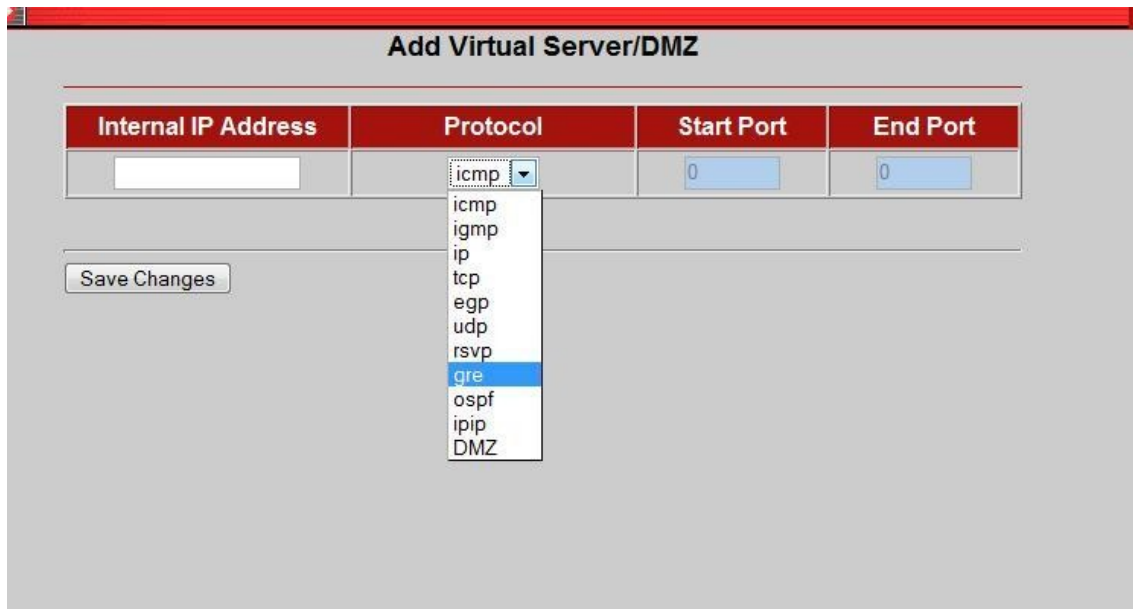 Add Virtual Server/DMZ
Internal IP Address Protocol Start Port End Port
icmp 0 0
icmp
igmp
ip
tcp
egp
udp
rsvp
gre
ospf
ipip
DMZ
Save Changes